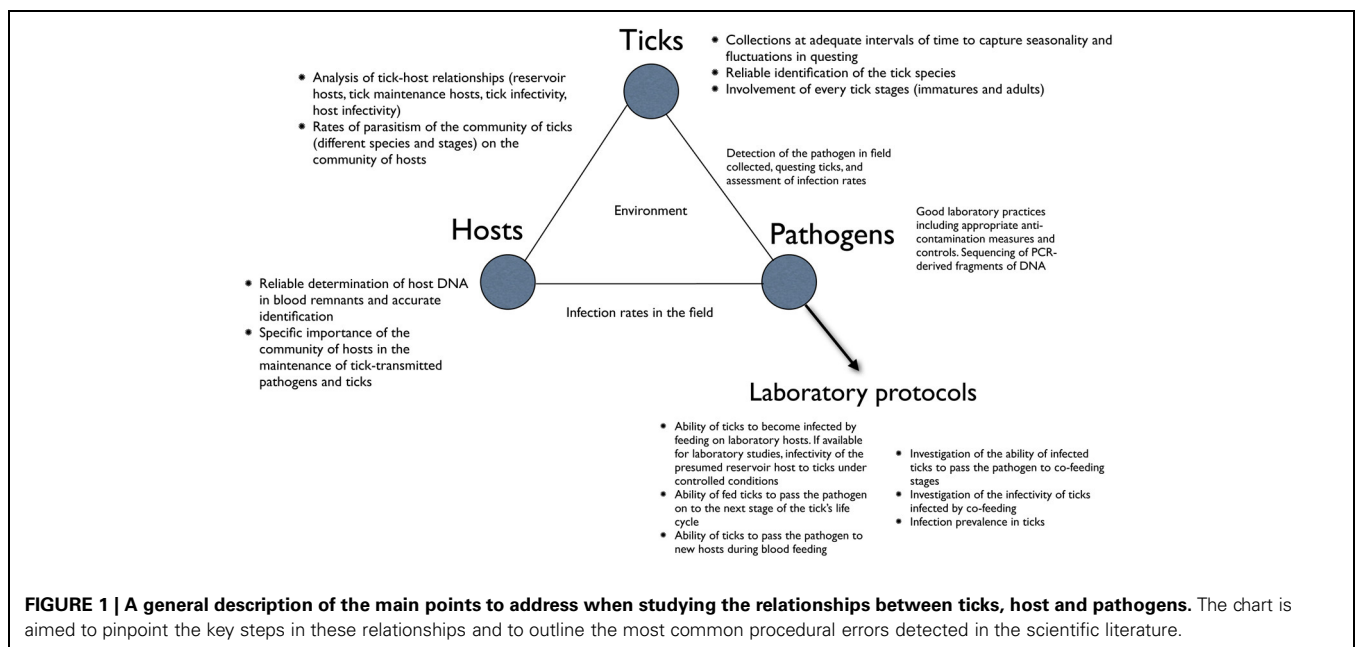 Ticks
Collections at adequate intervals of time to capture seasonality and
fluctuations in questing
Reliable identification of the tick species
Involvement of every tick stages (immatures and adults)
Analysis of tick-host relationships (reservoir
hosts, tick maintenance hosts, tick infectivity,
host infectivity)
Rates of parasitism of the community of ticks
(different species and stages) on the
community of hosts
Detection of the pathogen in field
collected, questing ticks, and
assessment of infection rates
Environment
Hosts
Pathogens
Good laboratory practices
including appropriate anti-
contamination measures and
controls. Sequencing of PCR-
derived fragments of DNA
Reliable determination of host DNA
in blood remnants and accurate
identification
Specific importance of the
community of hosts in the
maintenance of tick-transmitted
pathogens and ticks
Infection rates in the field
Laboratory protocols
Ability of ticks to become infected by
feeding on laboratory hosts. If available
for laboratory studies, infectivity of the
presumed reservoir host to ticks under
controlled conditions
Ability of fed ticks to pass the pathogen
on to the next stage of the tick's life
cycle
Ability of ticks to pass the pathogen to
new hosts during blood feeding
Investigation of the ability of infected
ticks to pass the pathogen to co-feeding
stages
Investigation of the infectivity of ticks
infected by co-feeding
Infection prevalence in ticks
FIGURE 1 | A general description of the main points to address when studying the relationships between ticks, host and pathogens. The chart is
aimed to pinpoint the key steps in these relationships and to outline the most common procedural errors detected in the scientific literature.